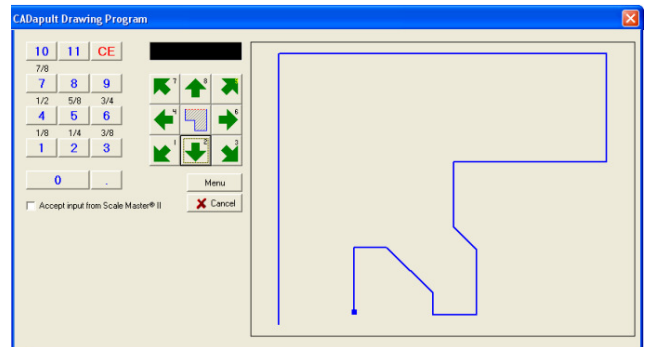 CADapult Drawing Program
10 11 CE
7/8
7 8 9
7 8
1/2 5/8 3/4
4 5 6
4 6
1/8 1/4 3/8
1 2 3
1 2 3
0 .
Menu
Accept input from Scale Master® II
Cancel